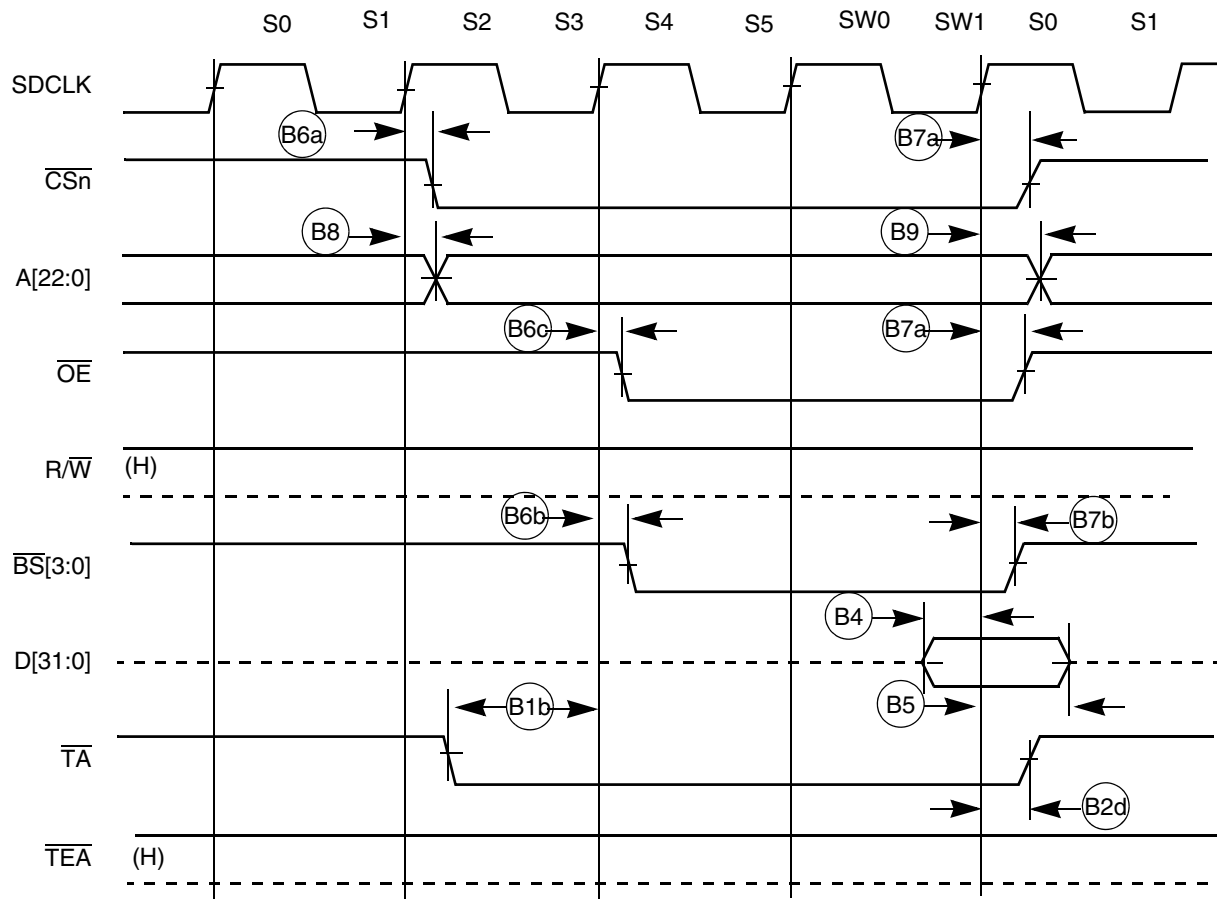 S0 S1 S2 S3 S4 S5 SW0 SW1 S0 S1
SDCLK
B6a B7a
CSn
B8 B9
A[22:0]
B6c B7a
OE
R/W (H)
B6b B7b
BS[3:0]
B4
D[31:0]
B1b B5
TA
B2d
TEA (H)